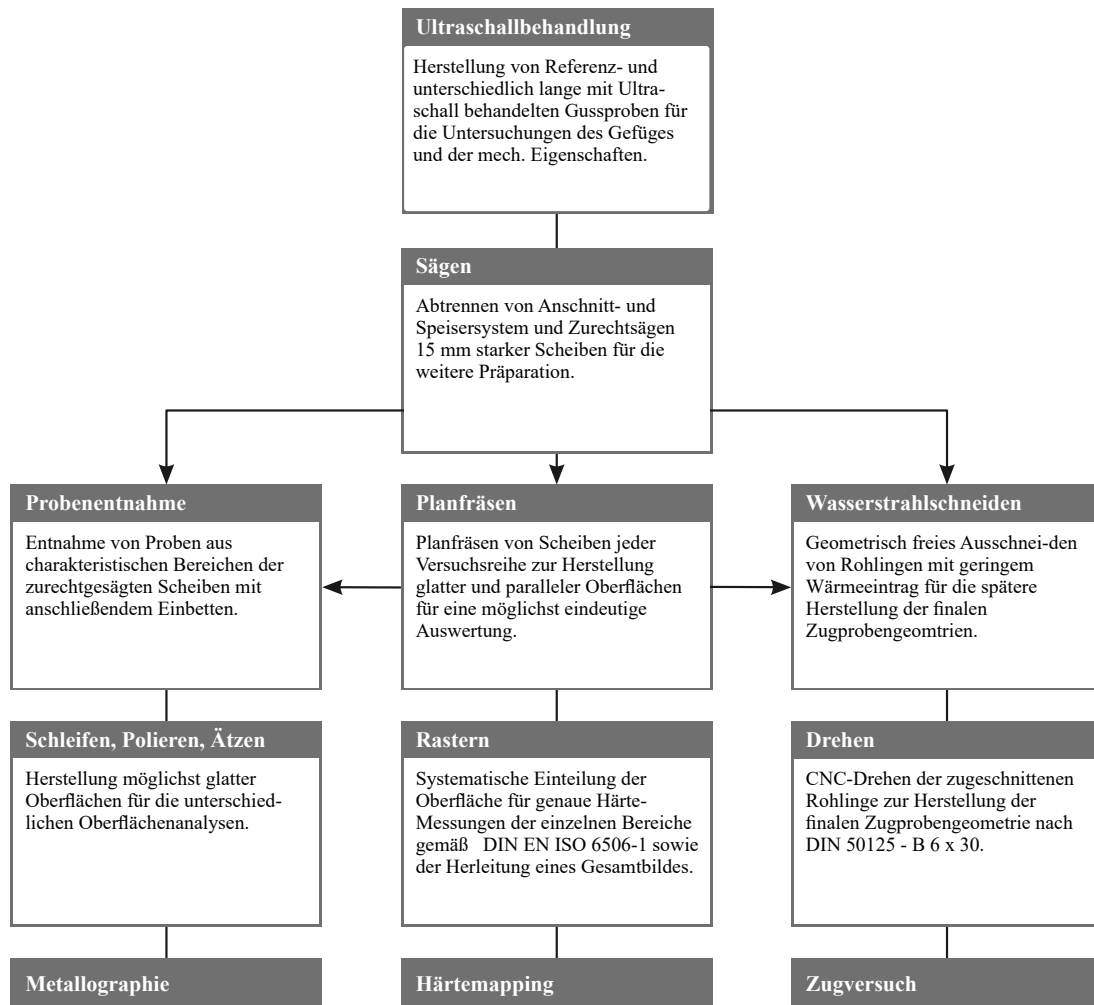 Ultraschallbehandlung
Herstellung von Referenz- und
unterschiedlich lange mit Ultra-
schall behandelten Gussproben für
die Untersuchungen des Gefüges
und der mech. Eigenschaften.
Sägen
Abtrennen von Anschnitt- und
Speisersystem und Zurechtsägen
15 mm starker Scheiben für die
weitere Präparation.
Probenentnahme
Entnahme von Proben aus
charakteristischen Bereichen der
zurechtgesägten Scheiben mit
anschließendem Einbetten.
Planfräsen
Planfräsen von Scheiben jeder
Versuchsreihe zur Herstellung
glatter und paralleler Oberflächen
für eine möglichst eindeutige
Auswertung.
Wasserstrahlschneiden
Geometrisch freies Ausschnei-den
von Rohlingen mit geringem
Wärmeeintrag für die spätere
Herstellung der finalen
Zugprobengeomtrien.
Schleifen, Polieren, Ätzen
Herstellung möglichst glatter
Oberflächen für die unterschied-
lichen Oberflächenanalysen.
Rastern
Systematische Einteilung der
Oberfläche für genaue Härte-
Messungen der einzelnen Bereiche
gemäß DIN EN ISO 6506-1 sowie
der Herleitung eines Gesamtbildes.
Drehen
CNC-Drehen der zugeschnittenen
Rohlinge zur Herstellung der
finalen Zugprobengeometrie nach
DIN 50125 - B 6 x 30.
Metallographie
Härtemapping
Zugversuch